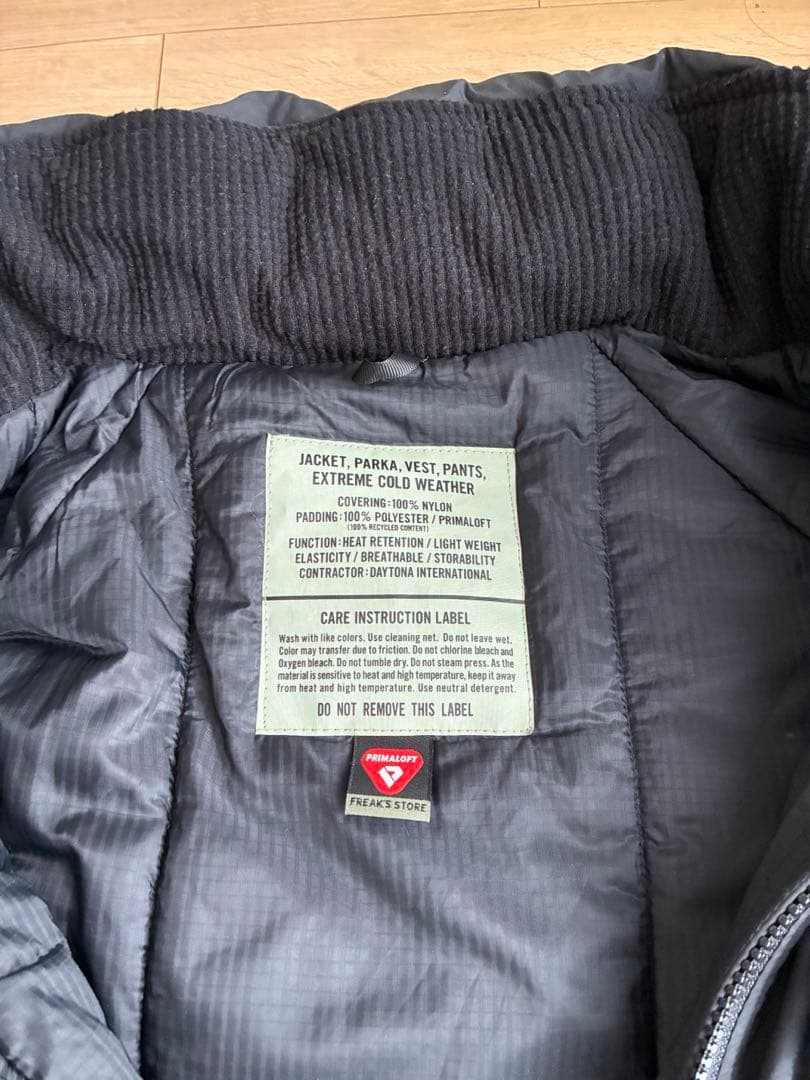 JACKET, PARKA, VEST, PANTS,
EXTREME COLD WEATHER
COVERING:100% NYLON
PADDING:100% POLYESTER / PRIMALOFT
(100% RECYCLED CONTENT)
FUNCTION:HEAT RETENTION / LIGHT WEIGHT
ELASTICITY / BREATHABLE / STORABILITY
CONTRACTOR:DAYTONA INTERNATIONAL
CARE INSTRUCTION LABEL
Wash with like colors. Use cleaning net. Do not leave wet.
Color may transfer due to friction. Do not chlorine bleach and
Oxygen bleach. Do not tumble dry. Do not steam press. As the
material is sensitive to heat and high temperature, keep it away
from heat and high temperature. Use neutral detergent.
DO NOT REMOVE THIS LABEL
PRIMALOFT
FREAK'S STORE